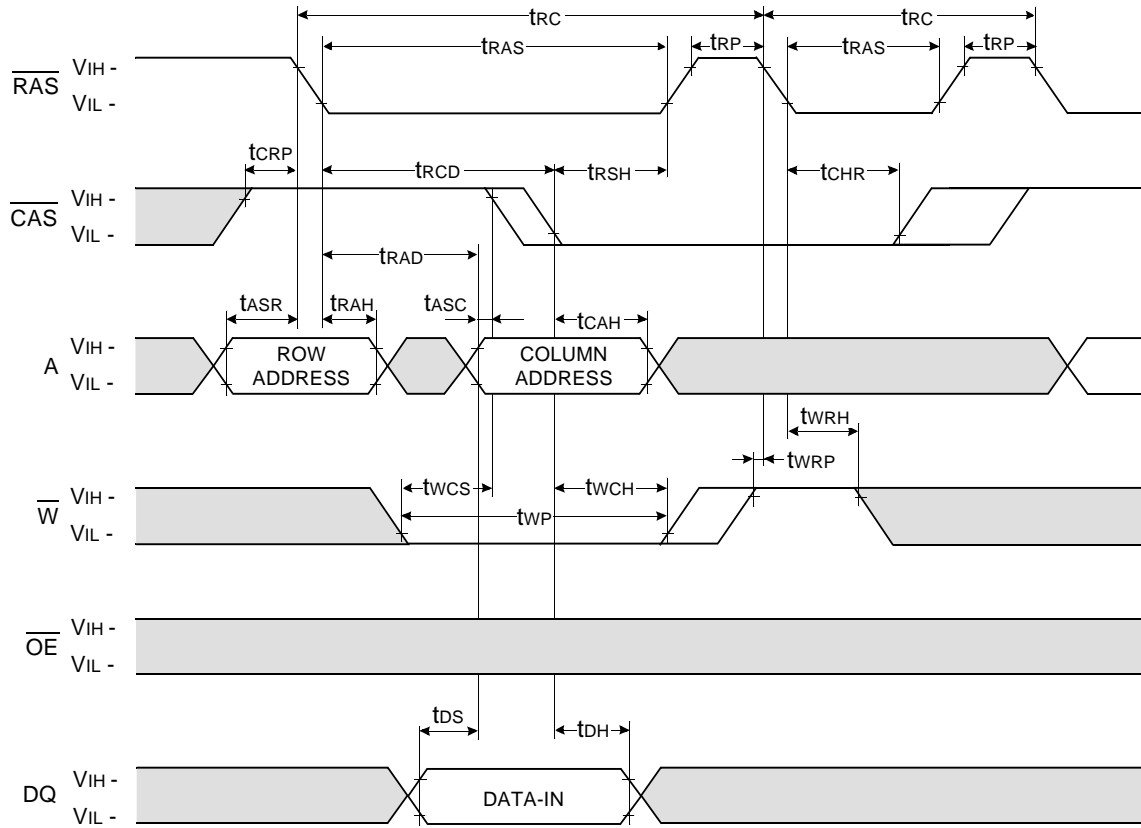 tRC tRC
tRAS tRP tRAS tRP
RAS VIH -
VIL -
tCRP tRCD tRSH tCHR
CAS VIH -
VIL -
tRAD
tASR tRAH tASC tCAH
A VIH -
VIL -
ROW ADDRESS
COLUMN ADDRESS
tWRH
tWRP
W VIH -
VIL -
tWCS tWCH
tWP
OE VIH -
VIL -
tDS tDH
DQ VIH -
VIL -
DATA-IN